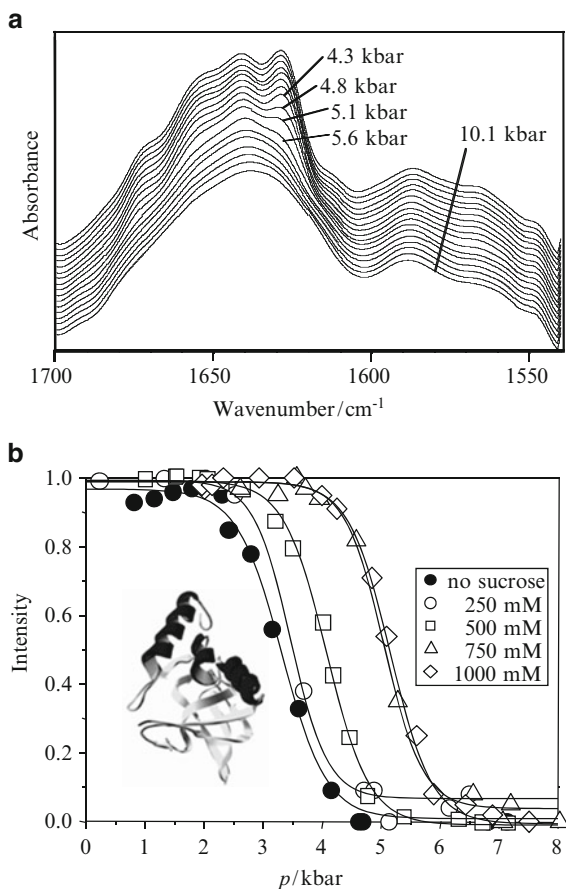 a
4.3 kbar
4.8 kbar
5.1 kbar
5.6 kbar
10.1 kbar
Absorbance
1700
1650
1600
1550
Wavenumber/cm⁻¹
b
1.0
0.8
0.6
0.4
0.2
0.0
Intensity
no sucrose
250 mM
500 mM
750 mM
1000 mM
0
1
2
3
4
5
6
7
8
p/kbar